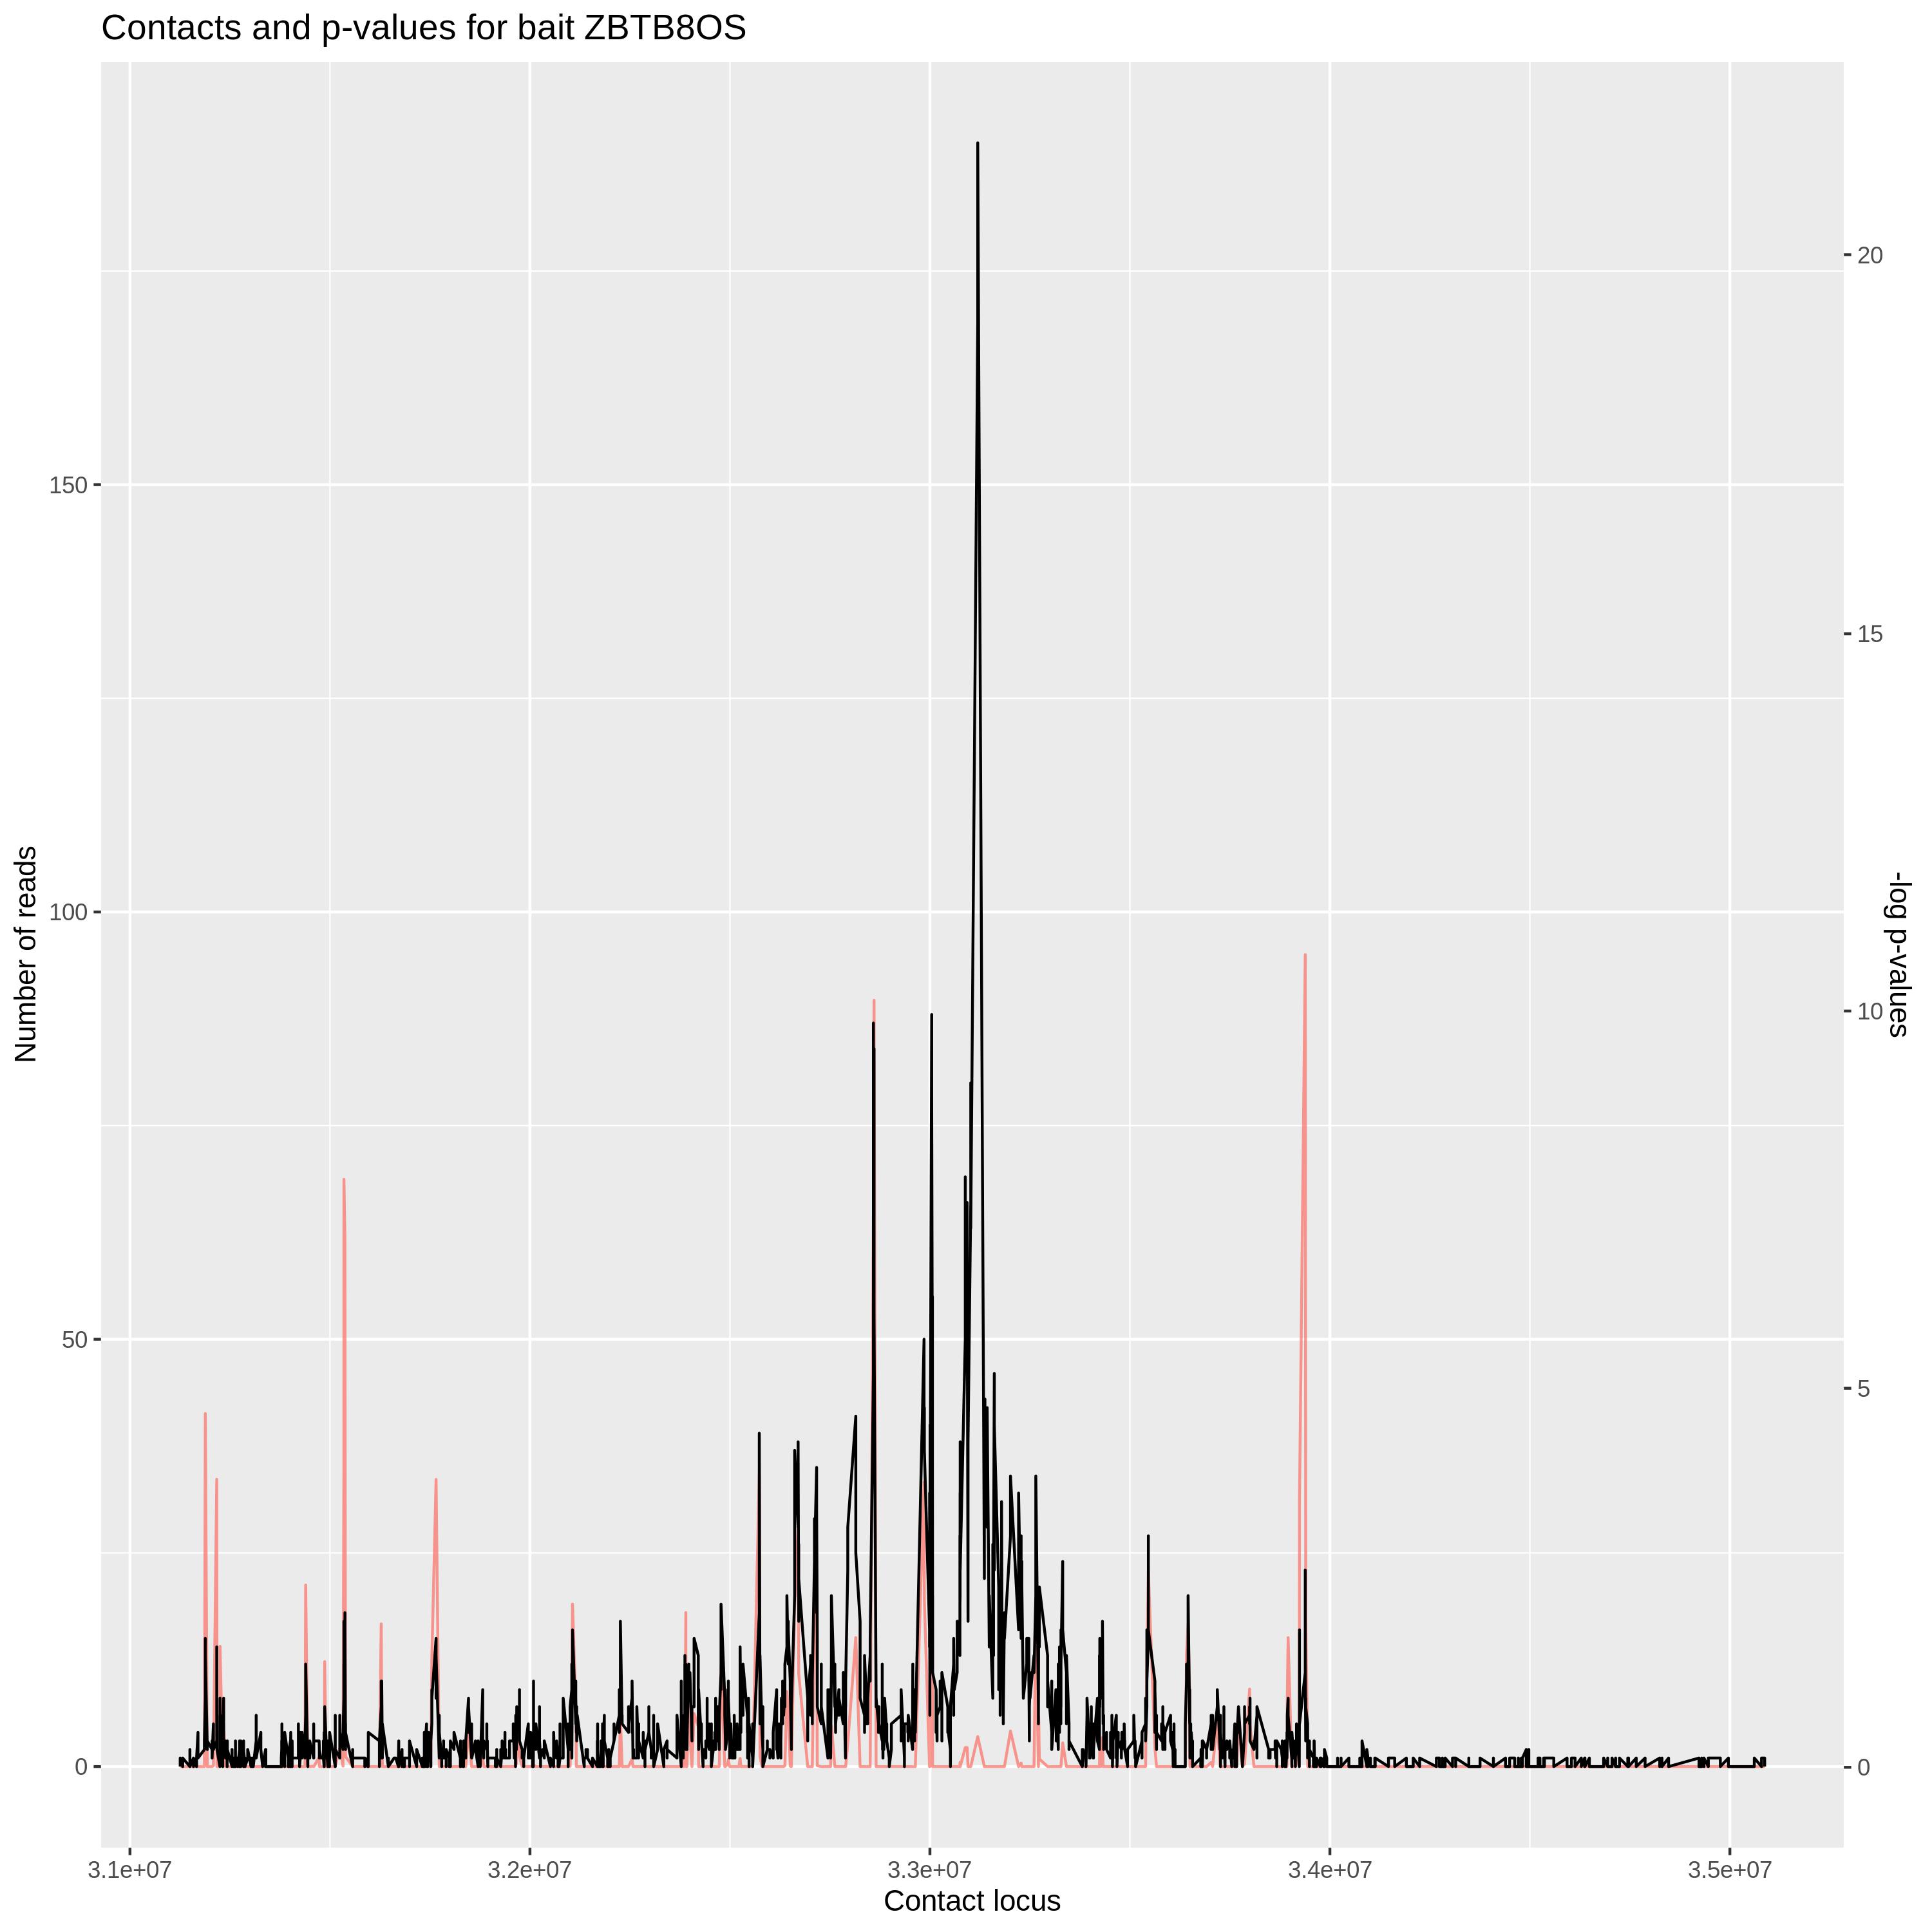 Contacts and p-values for bait ZBTB8OS
150
100
50
0
Number of reads
20
15
10
5
0
-log p-values
3.1e+07
3.2e+07
3.3e+07
3.4e+07
3.5e+07
Contact locus